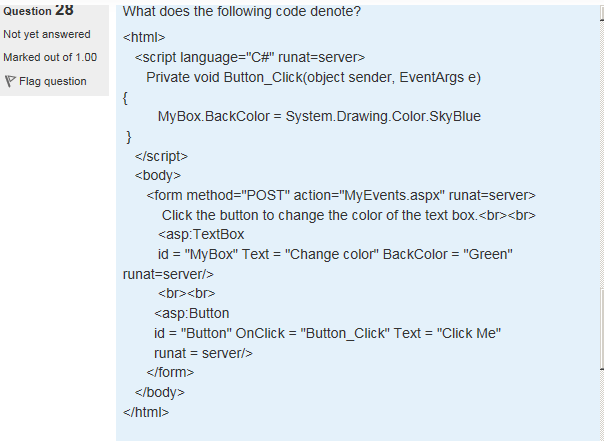 Question 28
Not yet answered
Marked out of 1.00
Flag question
What does the following code denote?
<html>
<script language="C#" runat=server>
Private void Button_Click(object sender, EventArgs e)
{
MyBox.BackColor = System.Drawing.Color.SkyBlue
}
</script>
<body>
<form method="POST" action="MyEvents.aspx" runat=server>
Click the button to change the color of the text box.<br><br>
<asp:TextBox
id = "MyBox" Text = "Change color" BackColor = "Green"
runat=server/>
<br><br>
<asp:Button
id = "Button" OnClick = "Button_Click" Text = "Click Me"
runat = server/>
</form>
</body>
</html>